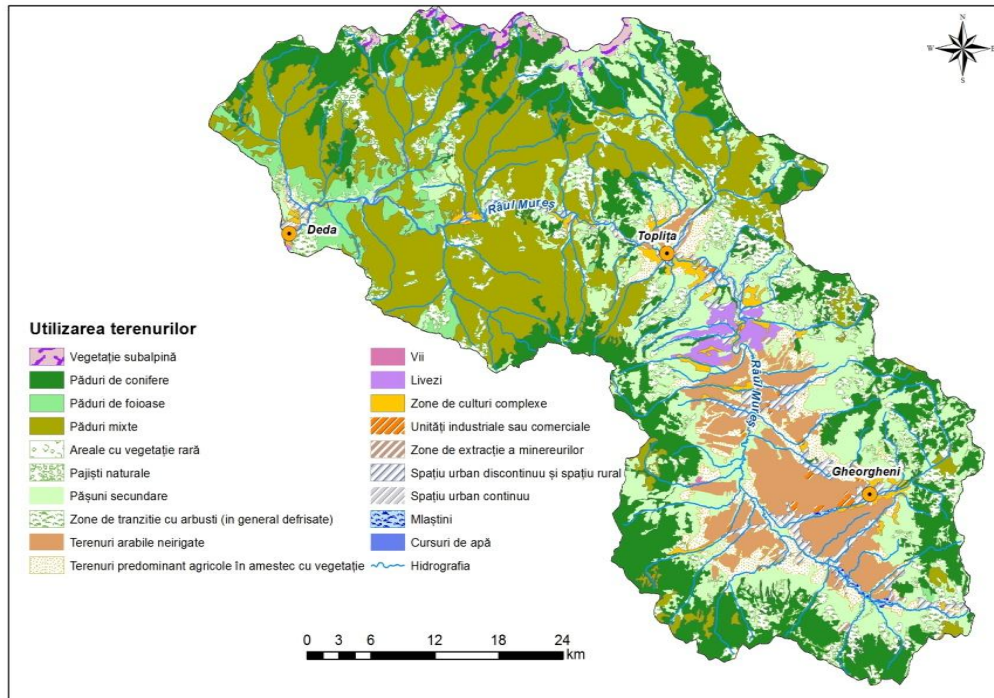 N
W
E
S
Râul Mureș
Deda
Toplița
Râul Mureș
Gheorgheni
Utilizarea terenurilor
Vegetație subalpină
Păduri de conifere
Păduri de foioase
Păduri mixte
Areale cu vegetație rară
Pajiști naturale
Pășuni secundare
Zone de tranzitie cu arbusti (in general defrisate)
Terenuri arabile neirigate
Terenuri predominant agricole în amestec cu vegetație
Vii
Livezi
Zone de culturi complexe
Unități industriale sau comerciale
Zone de extracție a minereurilor
Spațiu urban discontinuu și spațiu rural
Spațiu urban continuu
Mlaștini
Cursuri de apă
Hidrografia
0 3 6 12 18 24
km